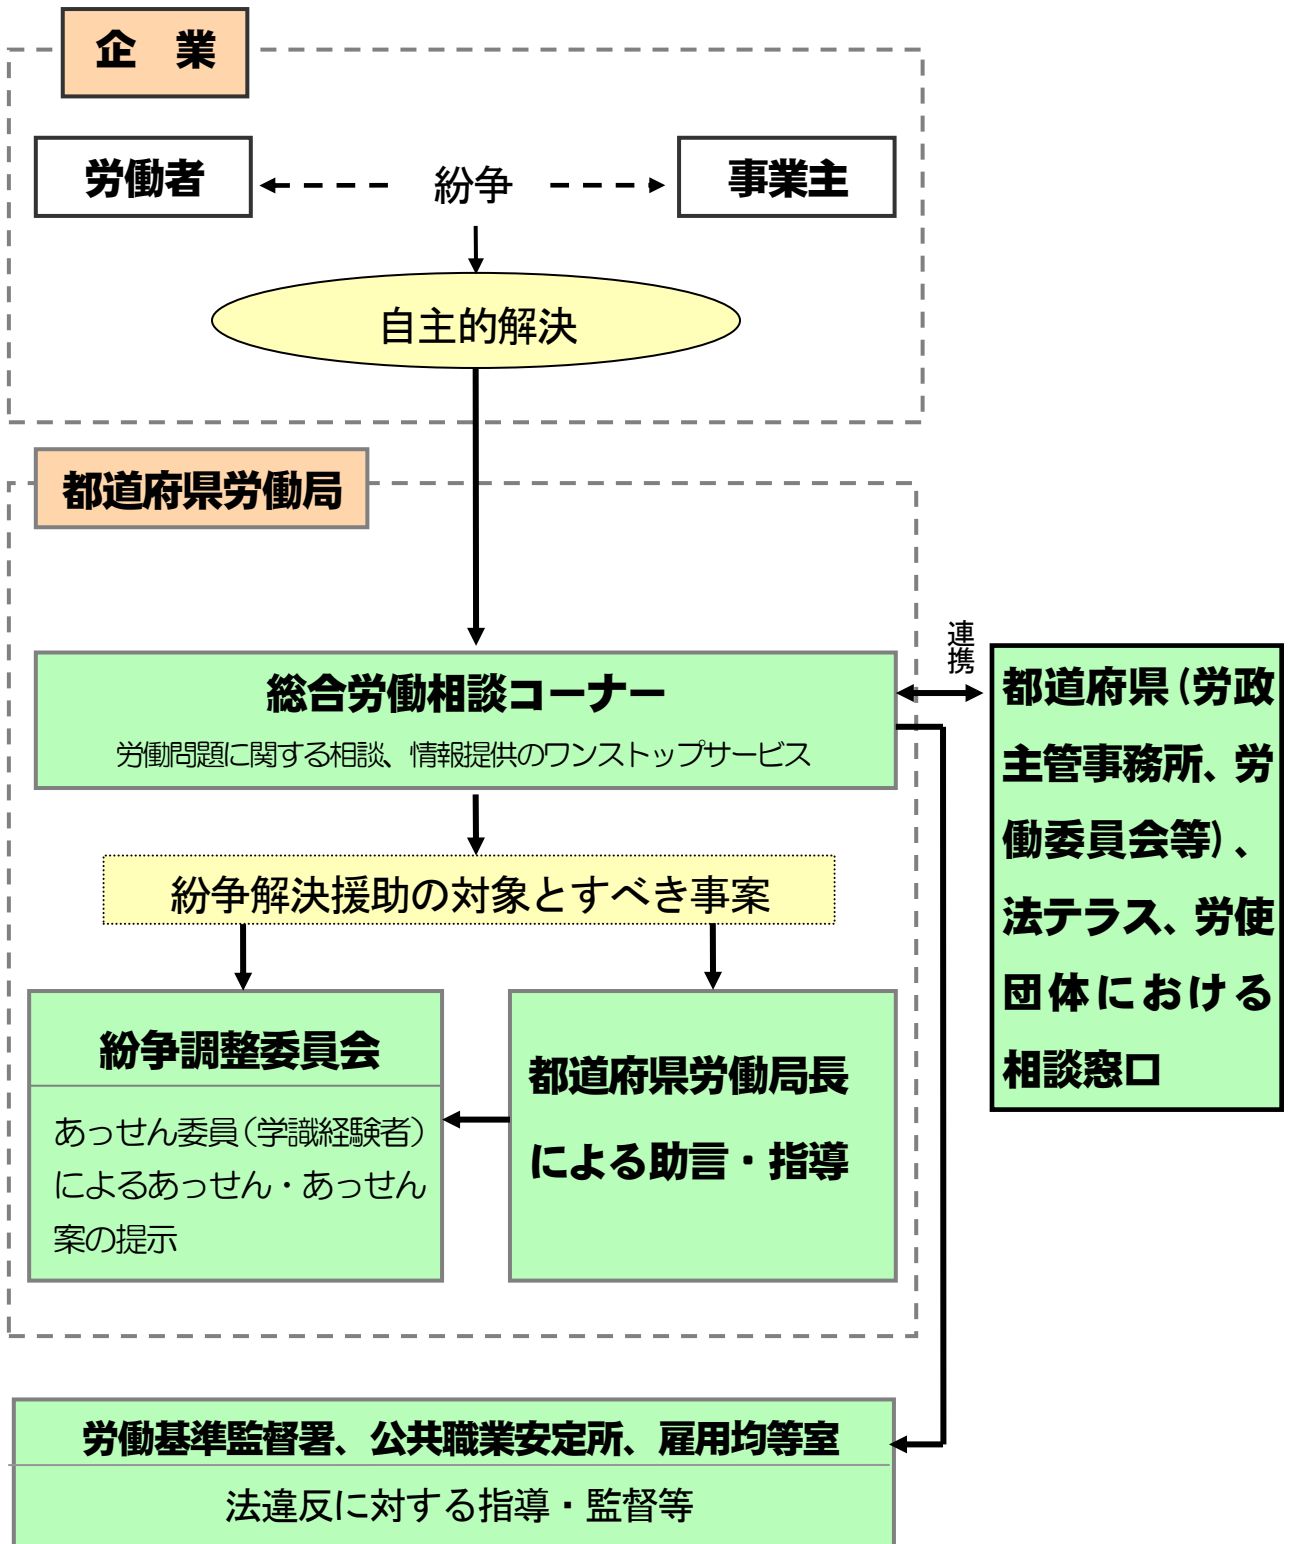 企　業
労働者
紛争
事業主
自主的解決
都道府県労働局
総合労働相談コーナー
労働問題に関する相談、情報提供のワンストップサービス
連携
都道府県（労政
主管事務所、労
働委員会等）、
法テラス、労使
団体における
相談窓口
紛争解決援助の対象とすべき事案
紛争調整委員会
あっせん委員（学識経験者）
によるあっせん・あっせん
案の提示
都道府県労働局長
による助言・指導
労働基準監督署、公共職業安定所、雇用均等室
法違反に対する指導・監督等